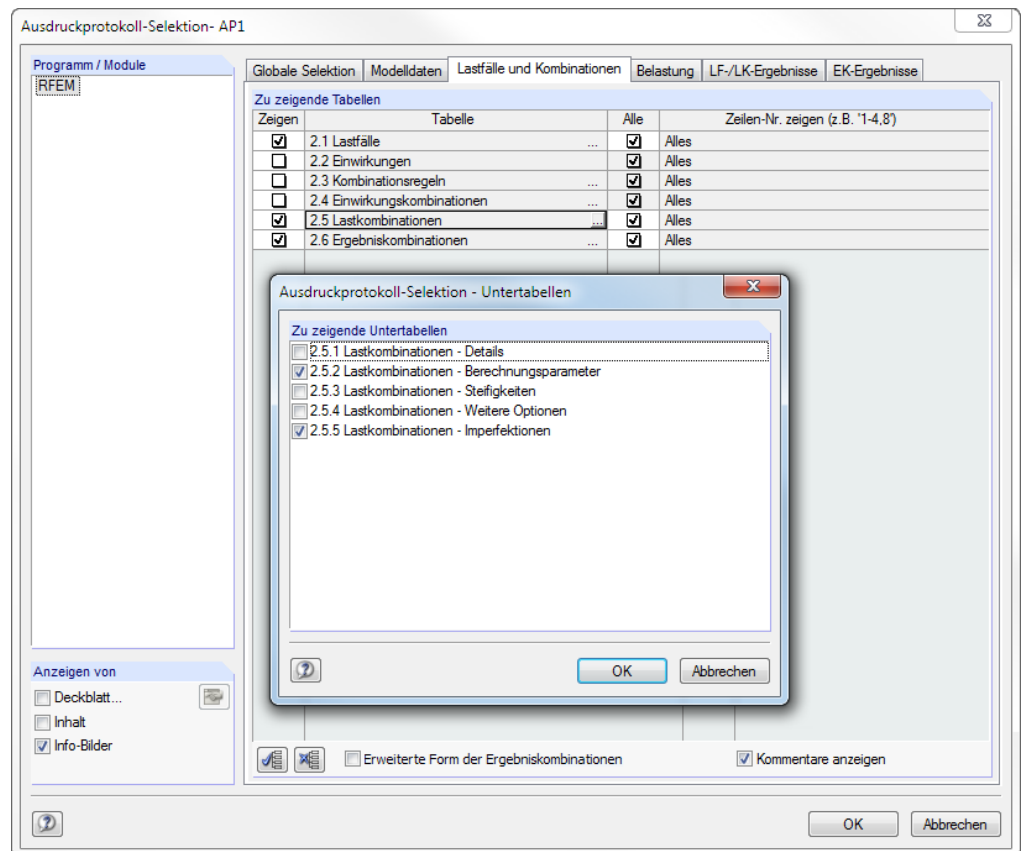 Ausdruckprotokoll-Selektion- AP1
Programm / Module
RFEM
Globale Selektion Modelldaten Lastfälle und Kombinationen Belastung LF-/LK-Ergebnisse EK-Ergebnisse
Zu zeigende Tabellen
Zeigen Tabelle Alle Zeilen-Nr. zeigen (z.B. '1-4,8')
2.1 Lastfälle ... Alles
2.2 Einwirkungen Alles
2.3 Kombinationsregeln ... Alles
2.4 Einwirkungskombinationen ... Alles
2.5 Lastkombinationen ... Alles
2.6 Ergebniskombinationen ... Alles
Ausdruckprotokoll-Selektion - Untertabellen
Zu zeigende Untertabellen
2.5.1 Lastkombinationen - Details
2.5.2 Lastkombinationen - Berechnungsparameter
2.5.3 Lastkombinationen - Steifigkeiten
2.5.4 Lastkombinationen - Weitere Optionen
2.5.5 Lastkombinationen - Imperfektionen
OK Abbrechen
Anzeigen von
Deckblatt...
Inhalt
Info-Bilder
Erweiterte Form der Ergebniskombinationen Kommentare anzeigen
OK Abbrechen